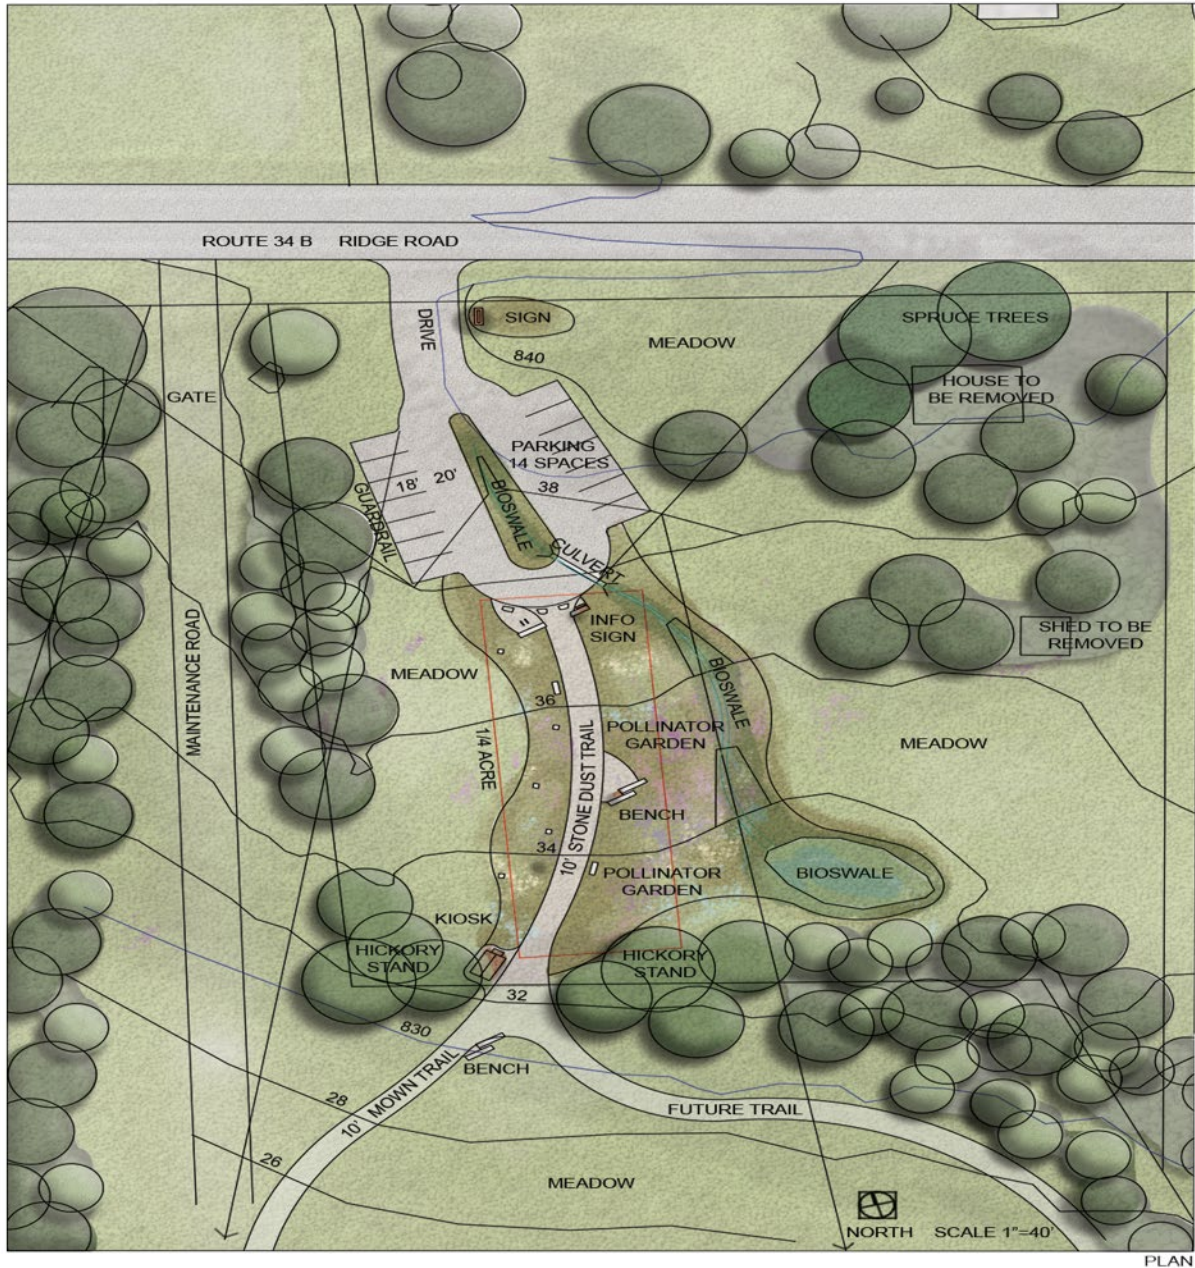 ROUTE 34 B RIDGE ROAD
DRIVE
SIGN
840
MEADOW
SPRUCE TREES
HOUSE TO
BE REMOVED
GATE
PARKING
14 SPACES
18' 20'
38
BIOSWALE
GUARDRAIL
CULVERT
INFO
SIGN
SHED TO BE
REMOVED
MAINTENANCE ROAD
MEADOW
36
1/4 ACRE
10' STONE DUST TRAIL
POLLINATOR
GARDEN
BIOSWALE
MEADOW
BENCH
34
POLLINATOR
GARDEN
BIOSWALE
KIOSK
HICKORY
STAND
HICKORY
STAND
32
830
BENCH
10' MOWN TRAIL
28
26
FUTURE TRAIL
MEADOW
NORTH SCALE 1"=40'
PLAN